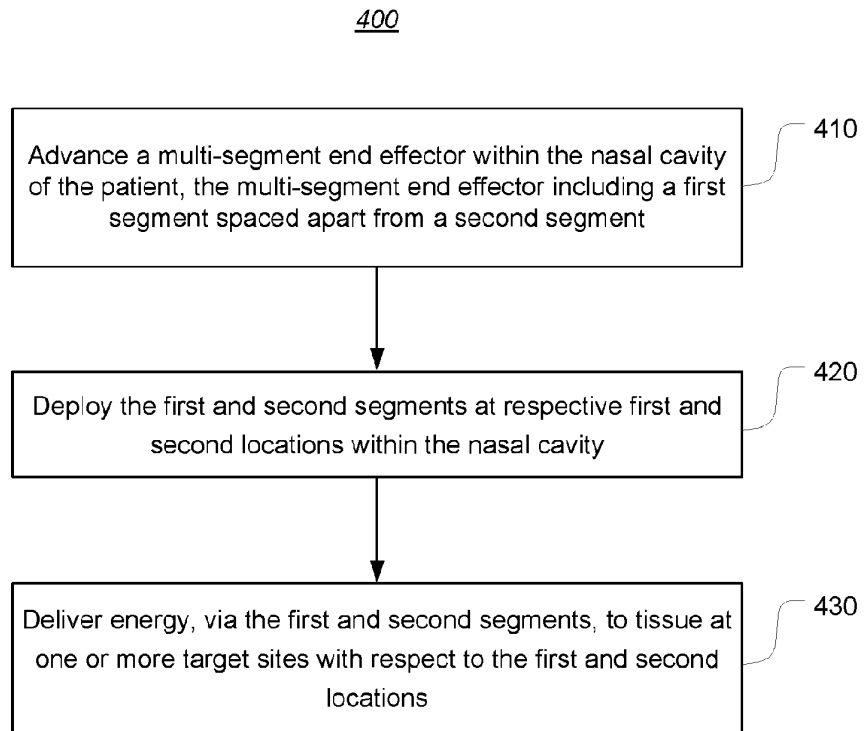 400
410
Advance a multi-segment end effector within the nasal cavity
of the patient, the multi-segment end effector including a first
segment spaced apart from a second segment
420
Deploy the first and second segments at respective first and
second locations within the nasal cavity
430
Deliver energy, via the first and second segments, to tissue at
one or more target sites with respect to the first and second
locations